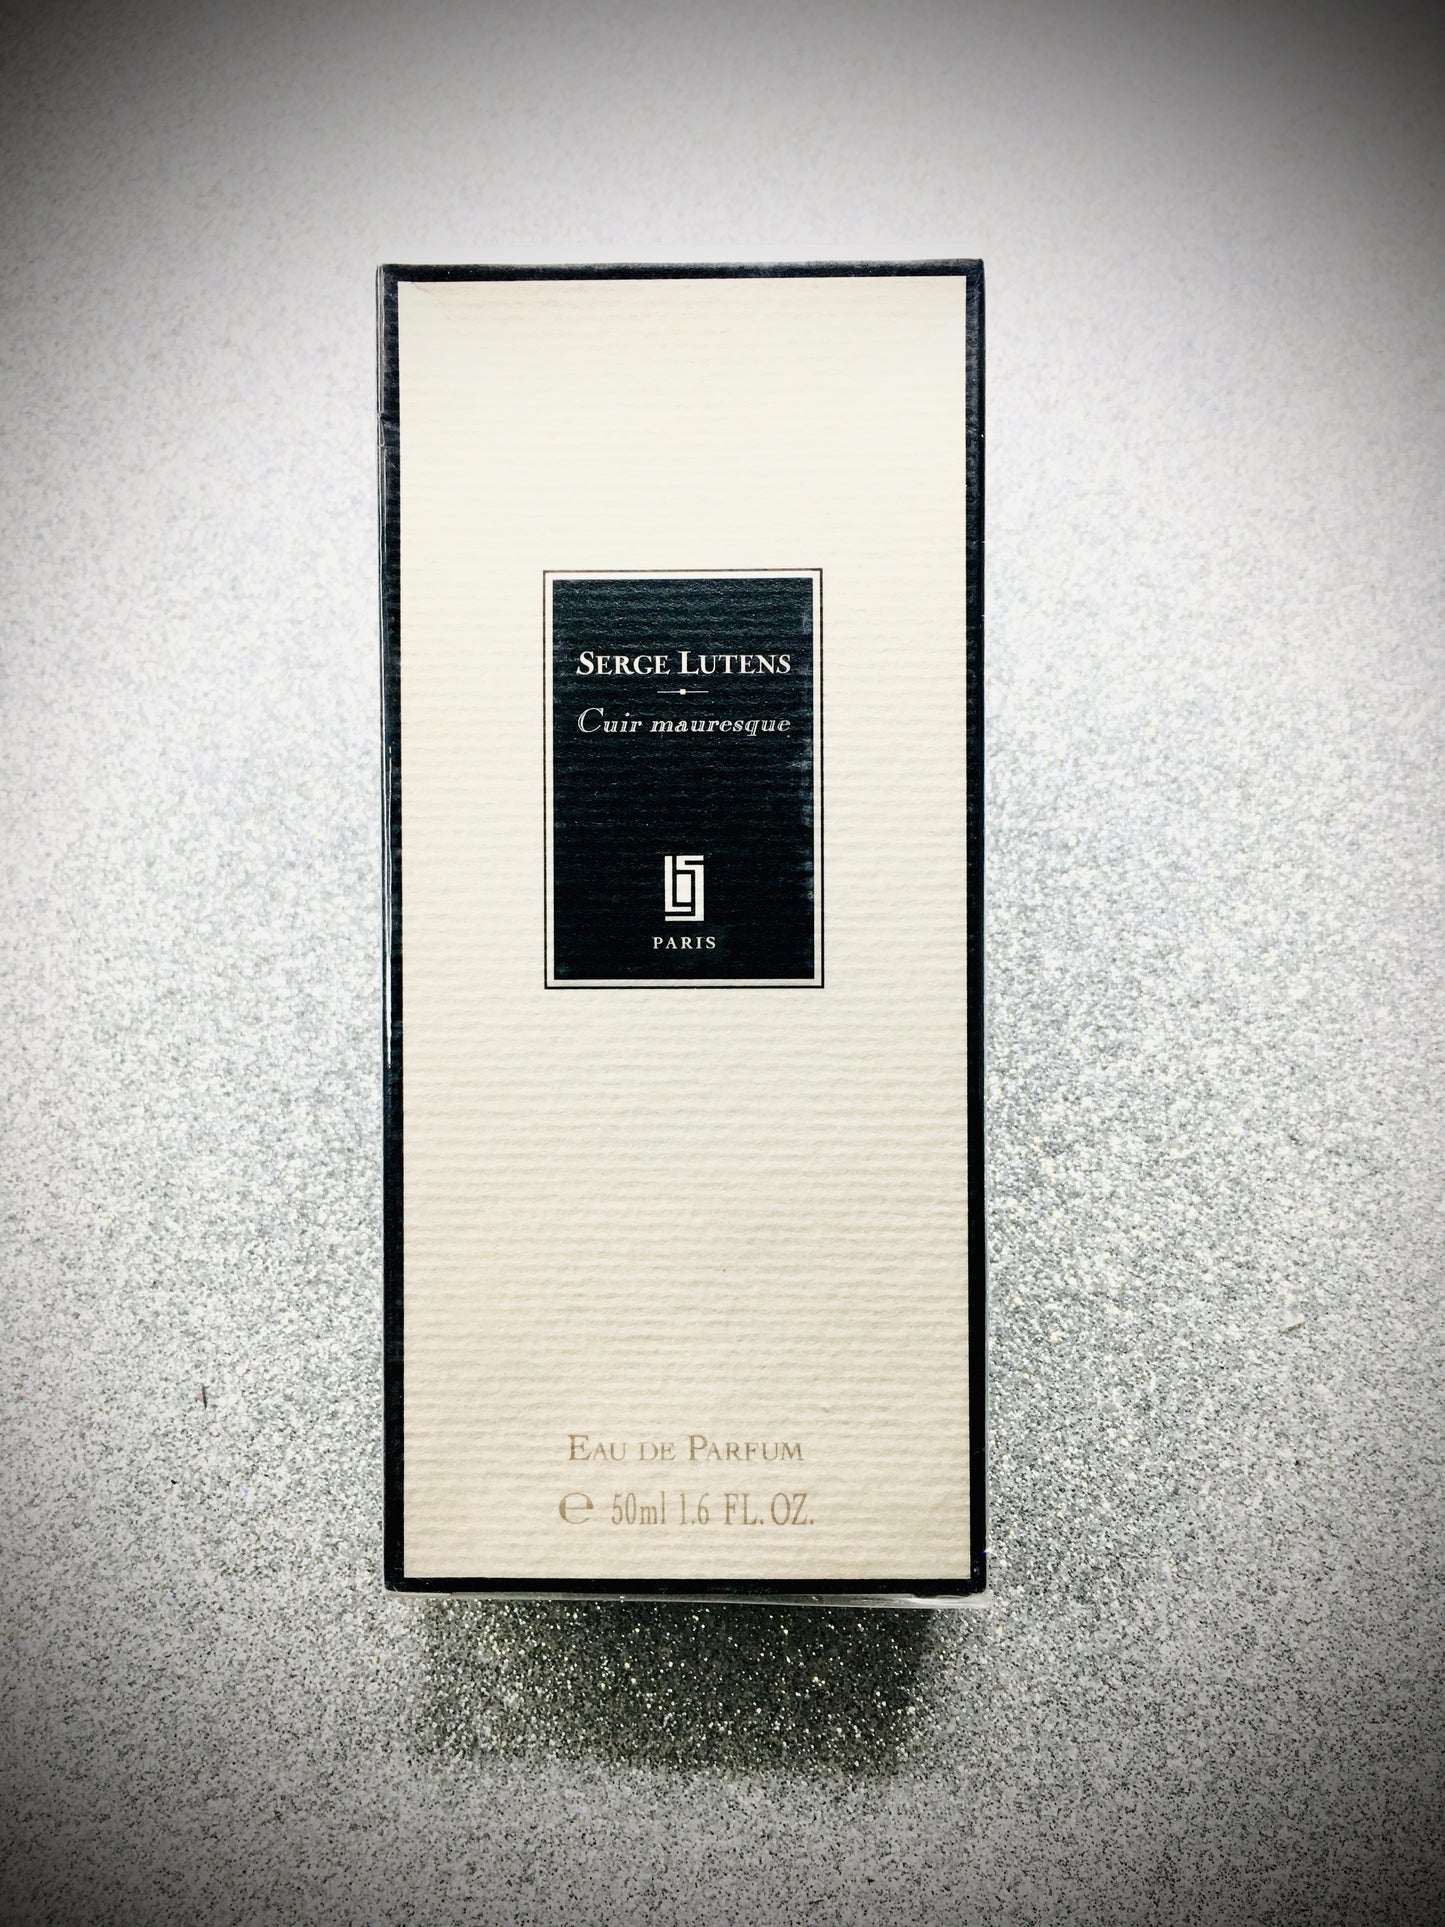 SERGE LUTENS
Cuir mauresque
PARIS
EAU DE PARFUM
℮ 50ml 1.6 FL. OZ.